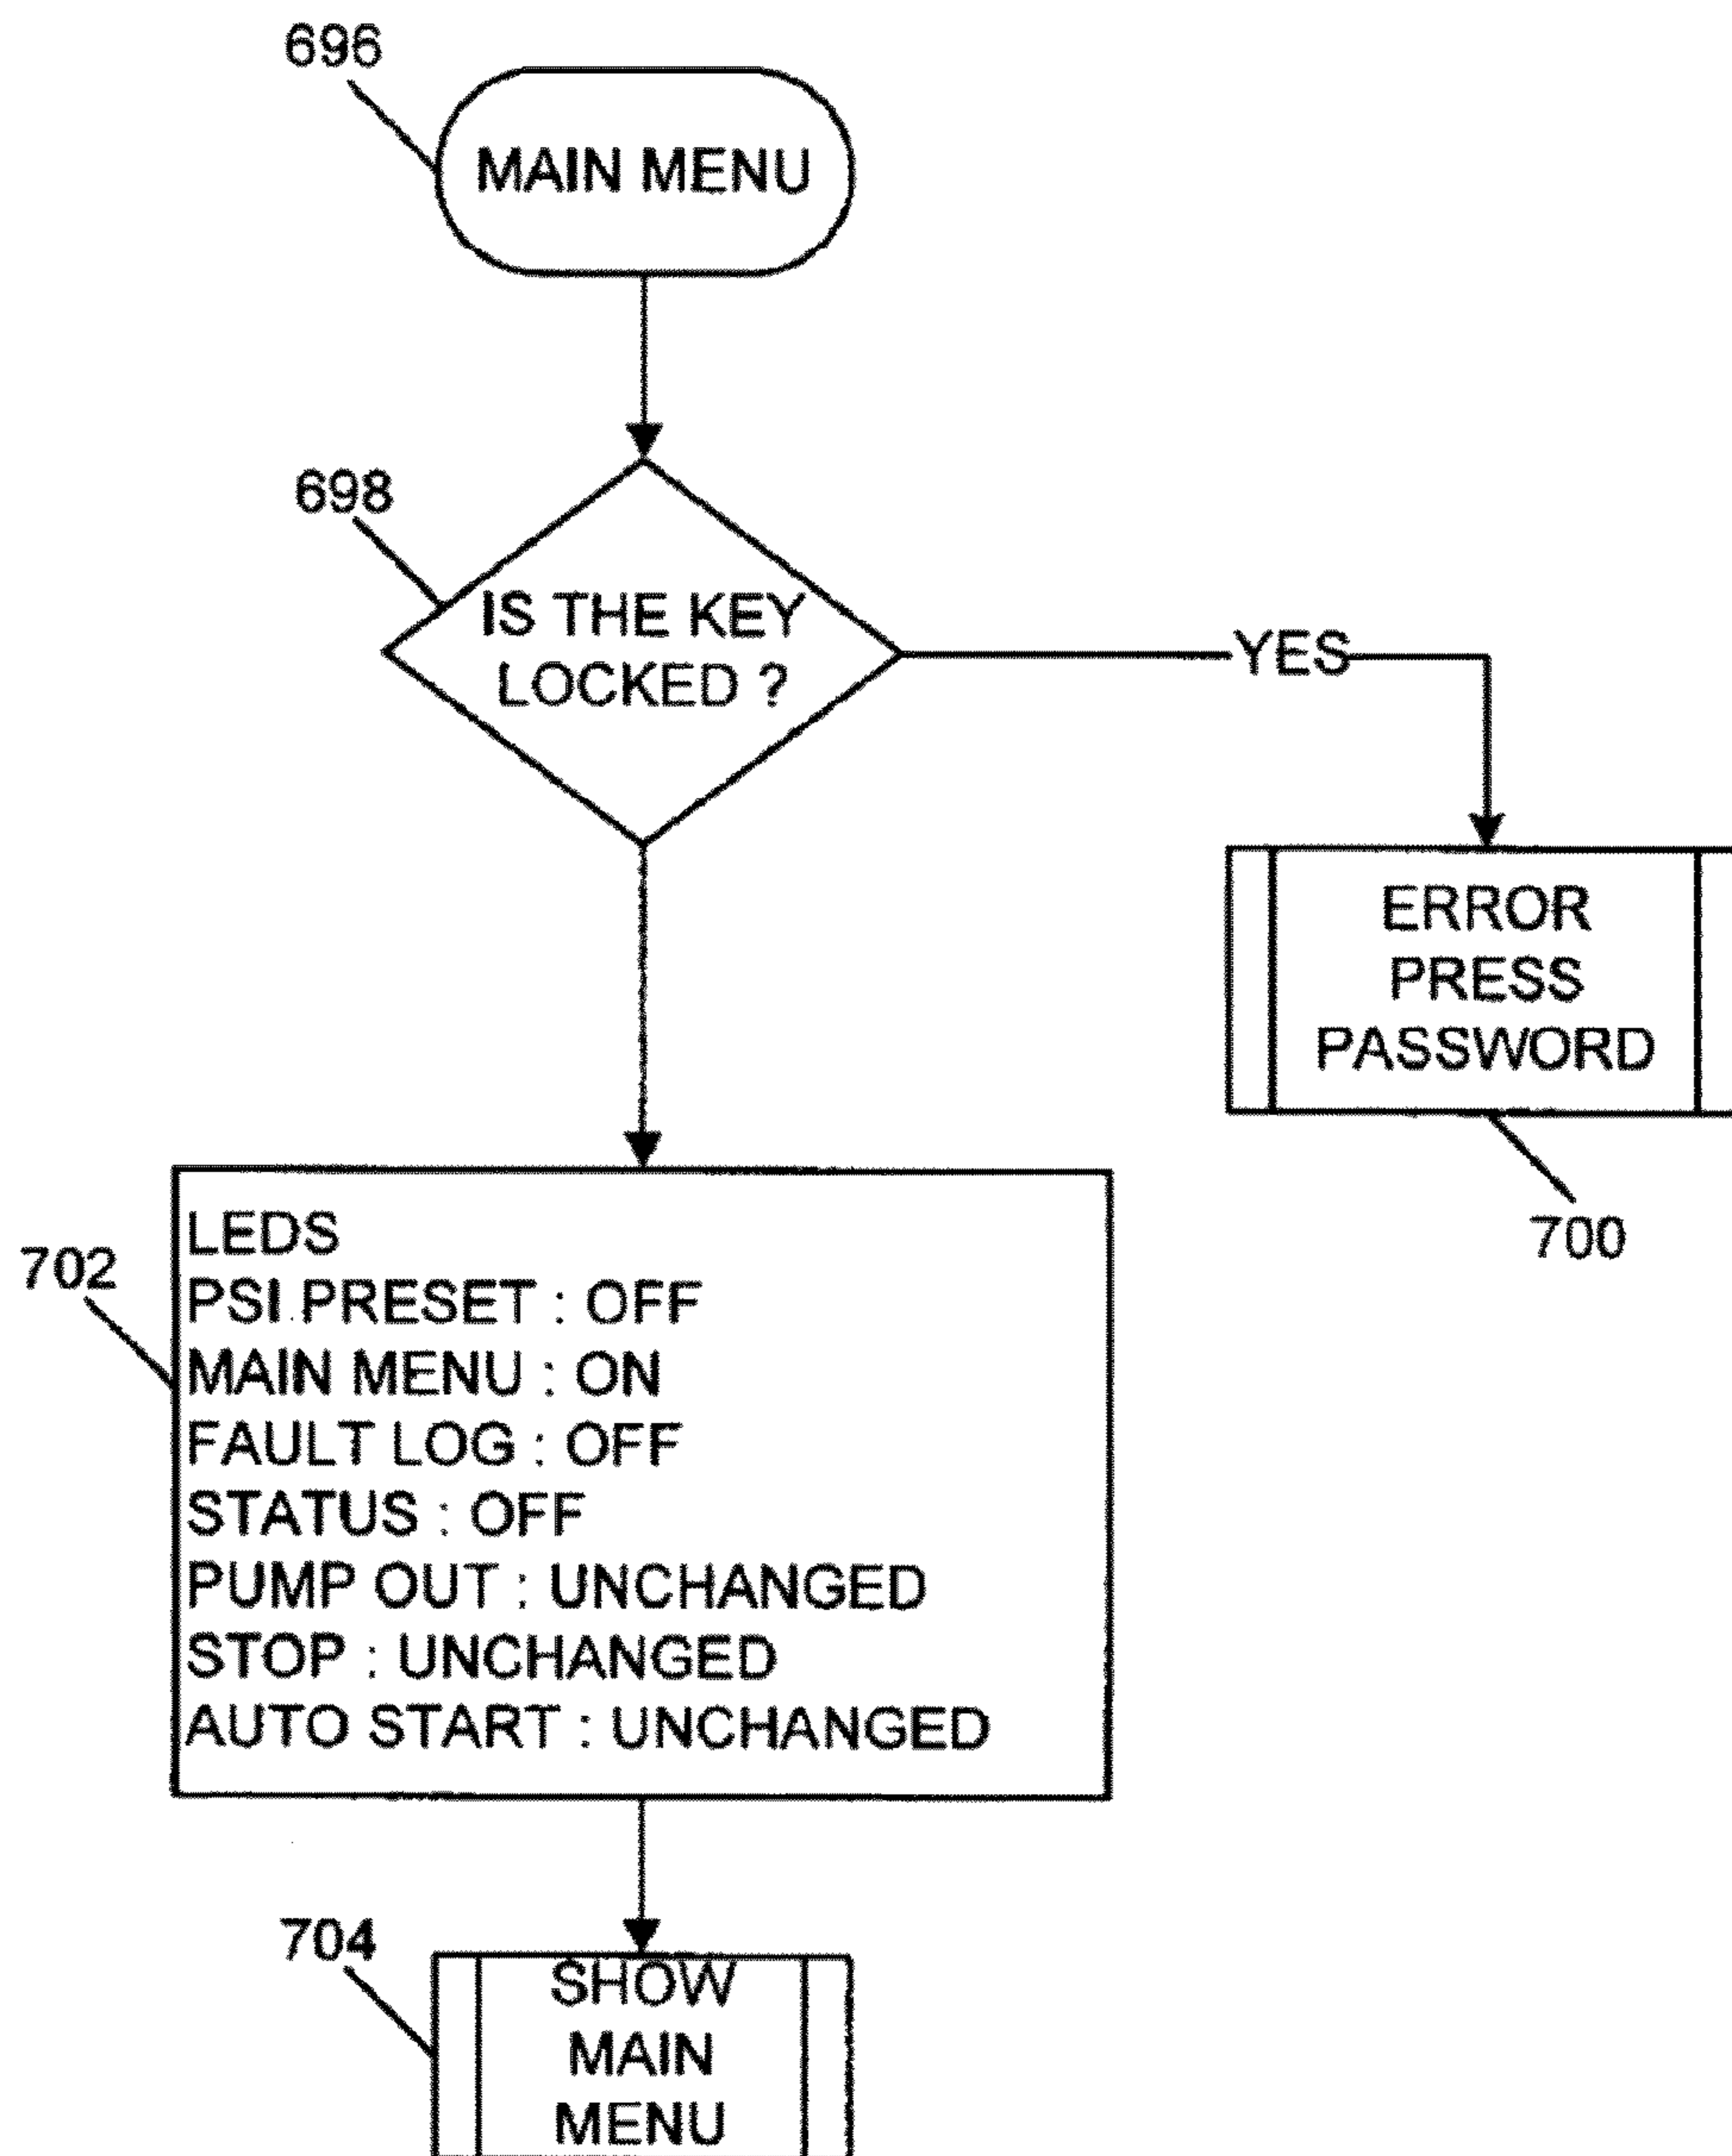 696
MAIN MENU
698
IS THE KEY
LOCKED ?
YES
ERROR
PRESS
PASSWORD
700
702
LEDS
PSI PRESET : OFF
MAIN MENU : ON
FAULT LOG : OFF
STATUS : OFF
PUMP OUT : UNCHANGED
STOP : UNCHANGED
AUTO START : UNCHANGED
704
SHOW
MAIN
MENU